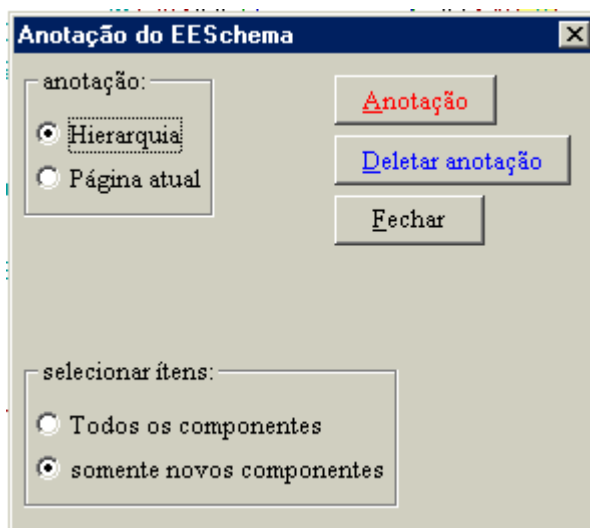 Anotação do EESchema
anotação:
Hierarquia
Página atual
Anotação
Deletar anotação
Fechar
selecionar ítens:
Todos os componentes
somente novos componentes